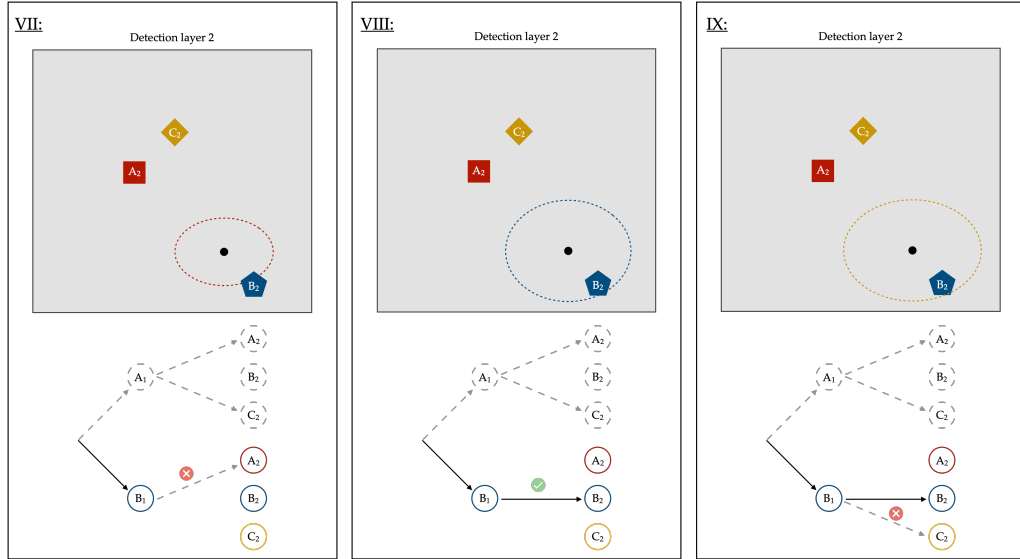 VII:
Detection layer 2
C₂
A₂
B₂
A₂
A₁
B₂
C₂
A₂
B₁
B₂
C₂
VIII:
Detection layer 2
C₂
A₂
B₂
A₂
A₁
B₂
C₂
A₂
B₁
B₂
C₂
IX:
Detection layer 2
C₂
A₂
B₂
A₂
A₁
B₂
C₂
A₂
B₁
B₂
C₂